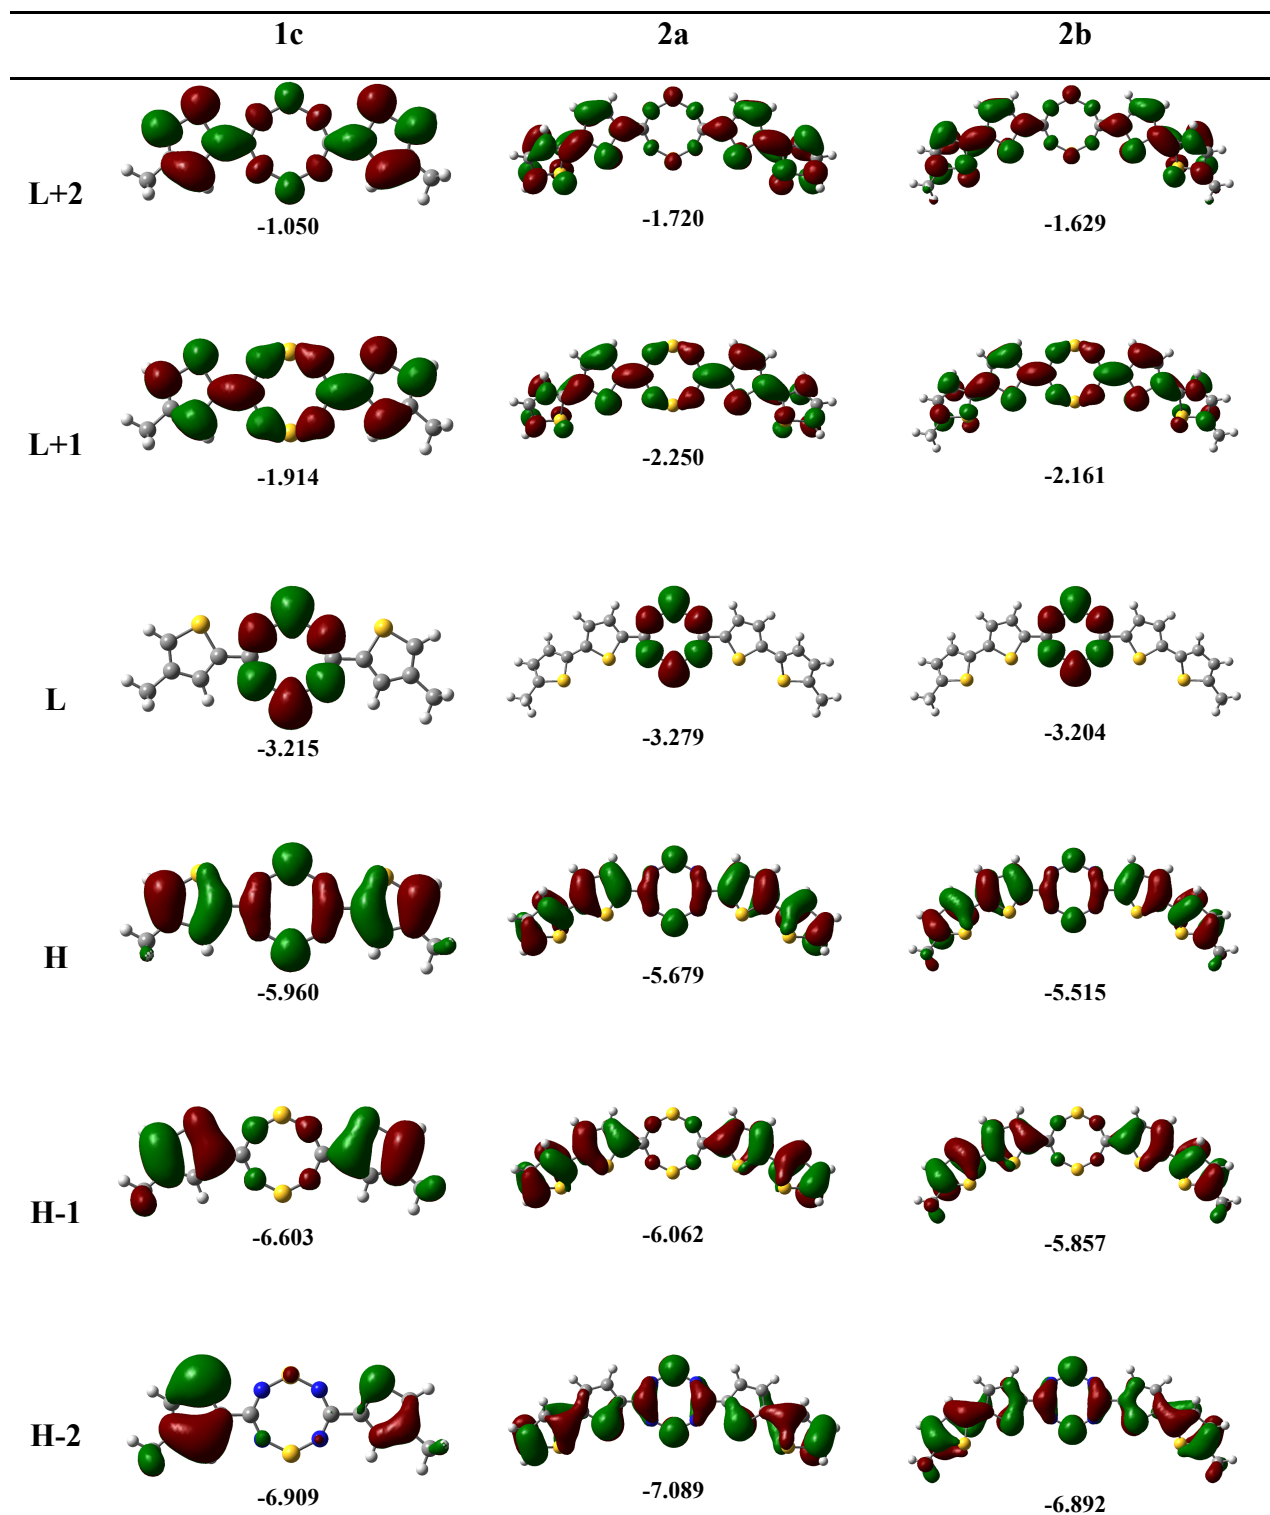 1c 2a 2b
L+2
-1.050 -1.720 -1.629
L+1
-1.914 -2.250 -2.161
L
-3.215 -3.279 -3.204
H
-5.960 -5.679 -5.515
H-1
-6.603 -6.062 -5.857
H-2
-6.909 -7.089 -6.892